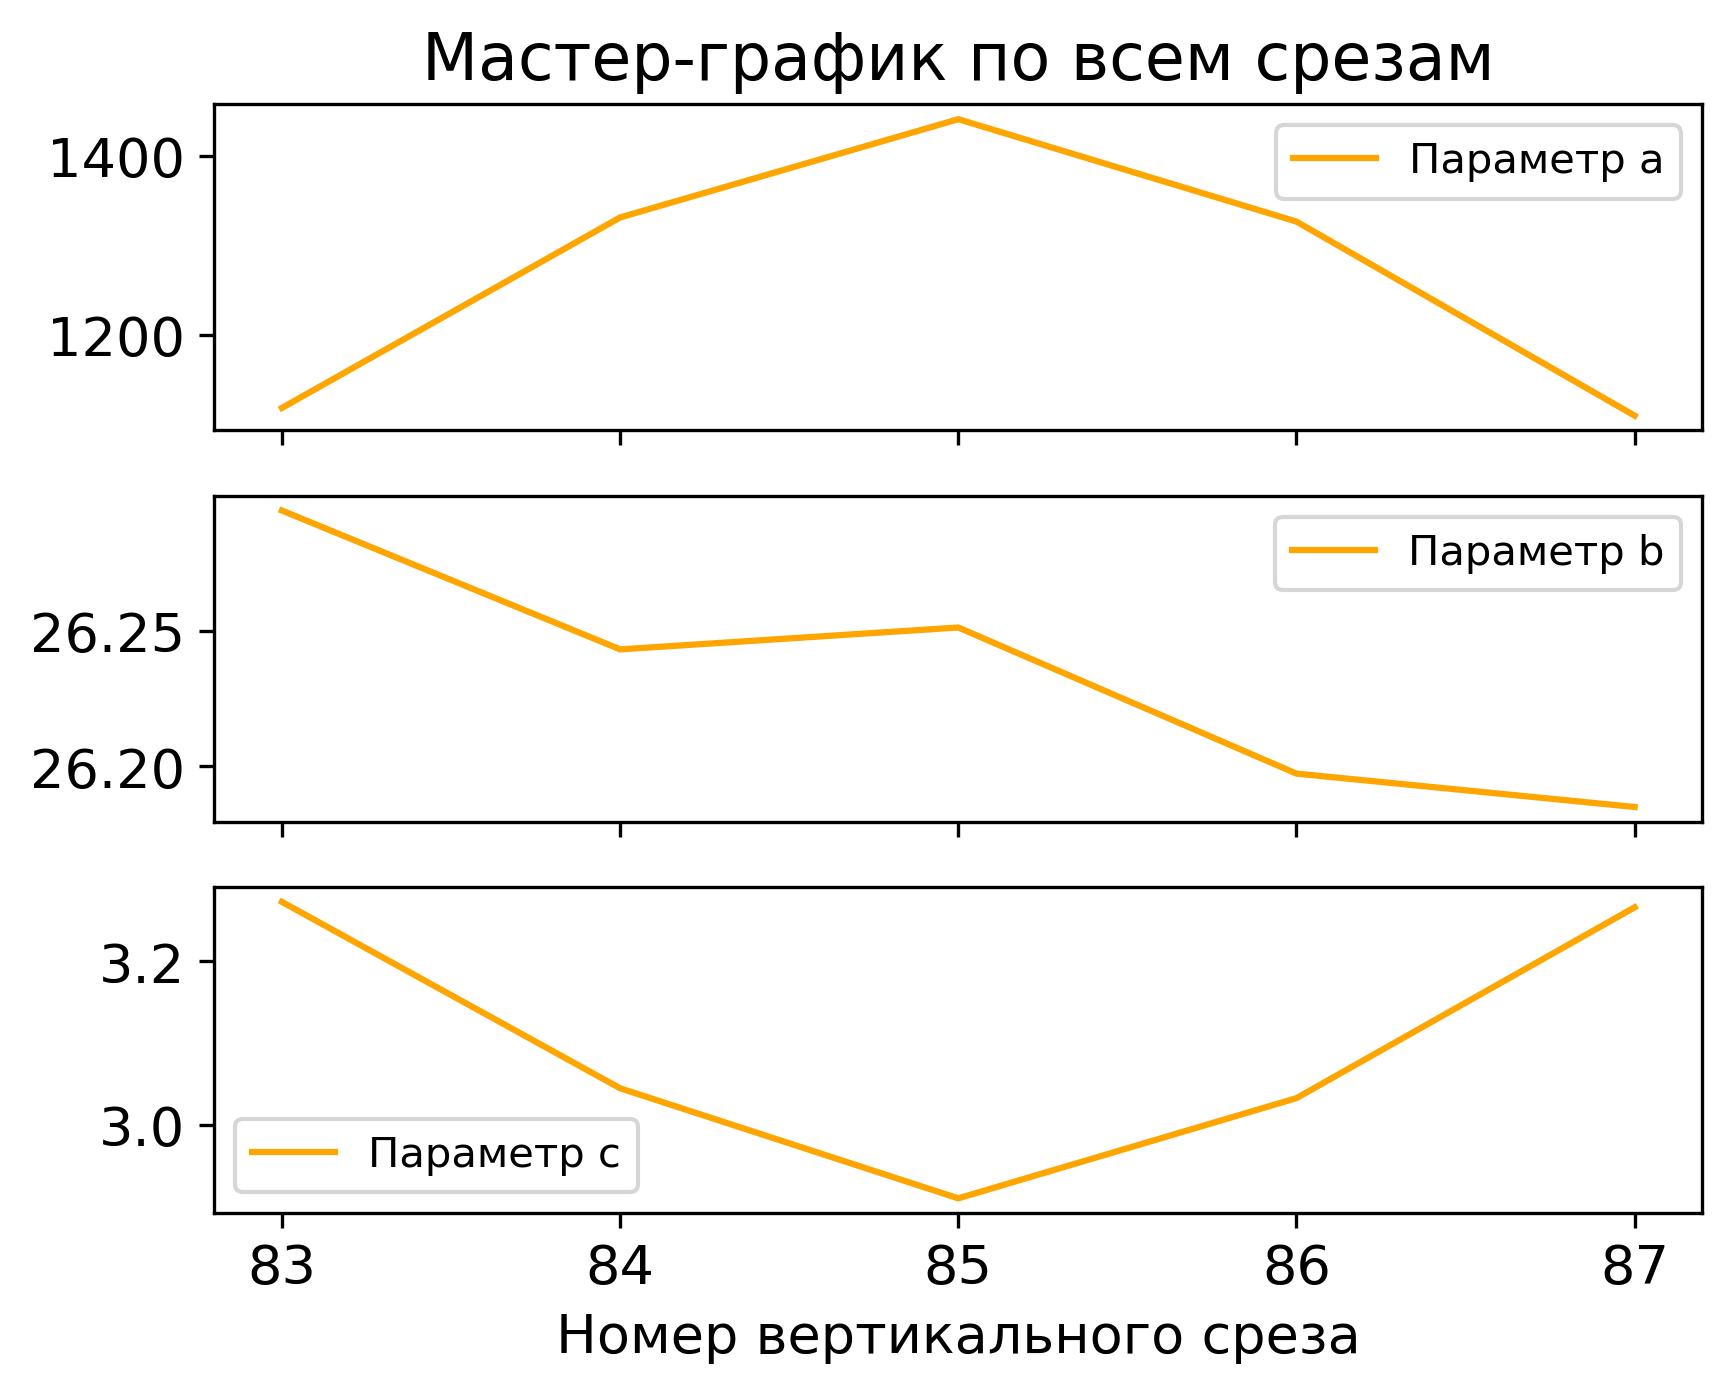 Мастер-график по всем срезам
1400
1200
Параметр a
26.25
26.20
Параметр b
3.2
3.0
Параметр c
83 84 85 86 87
Номер вертикального среза